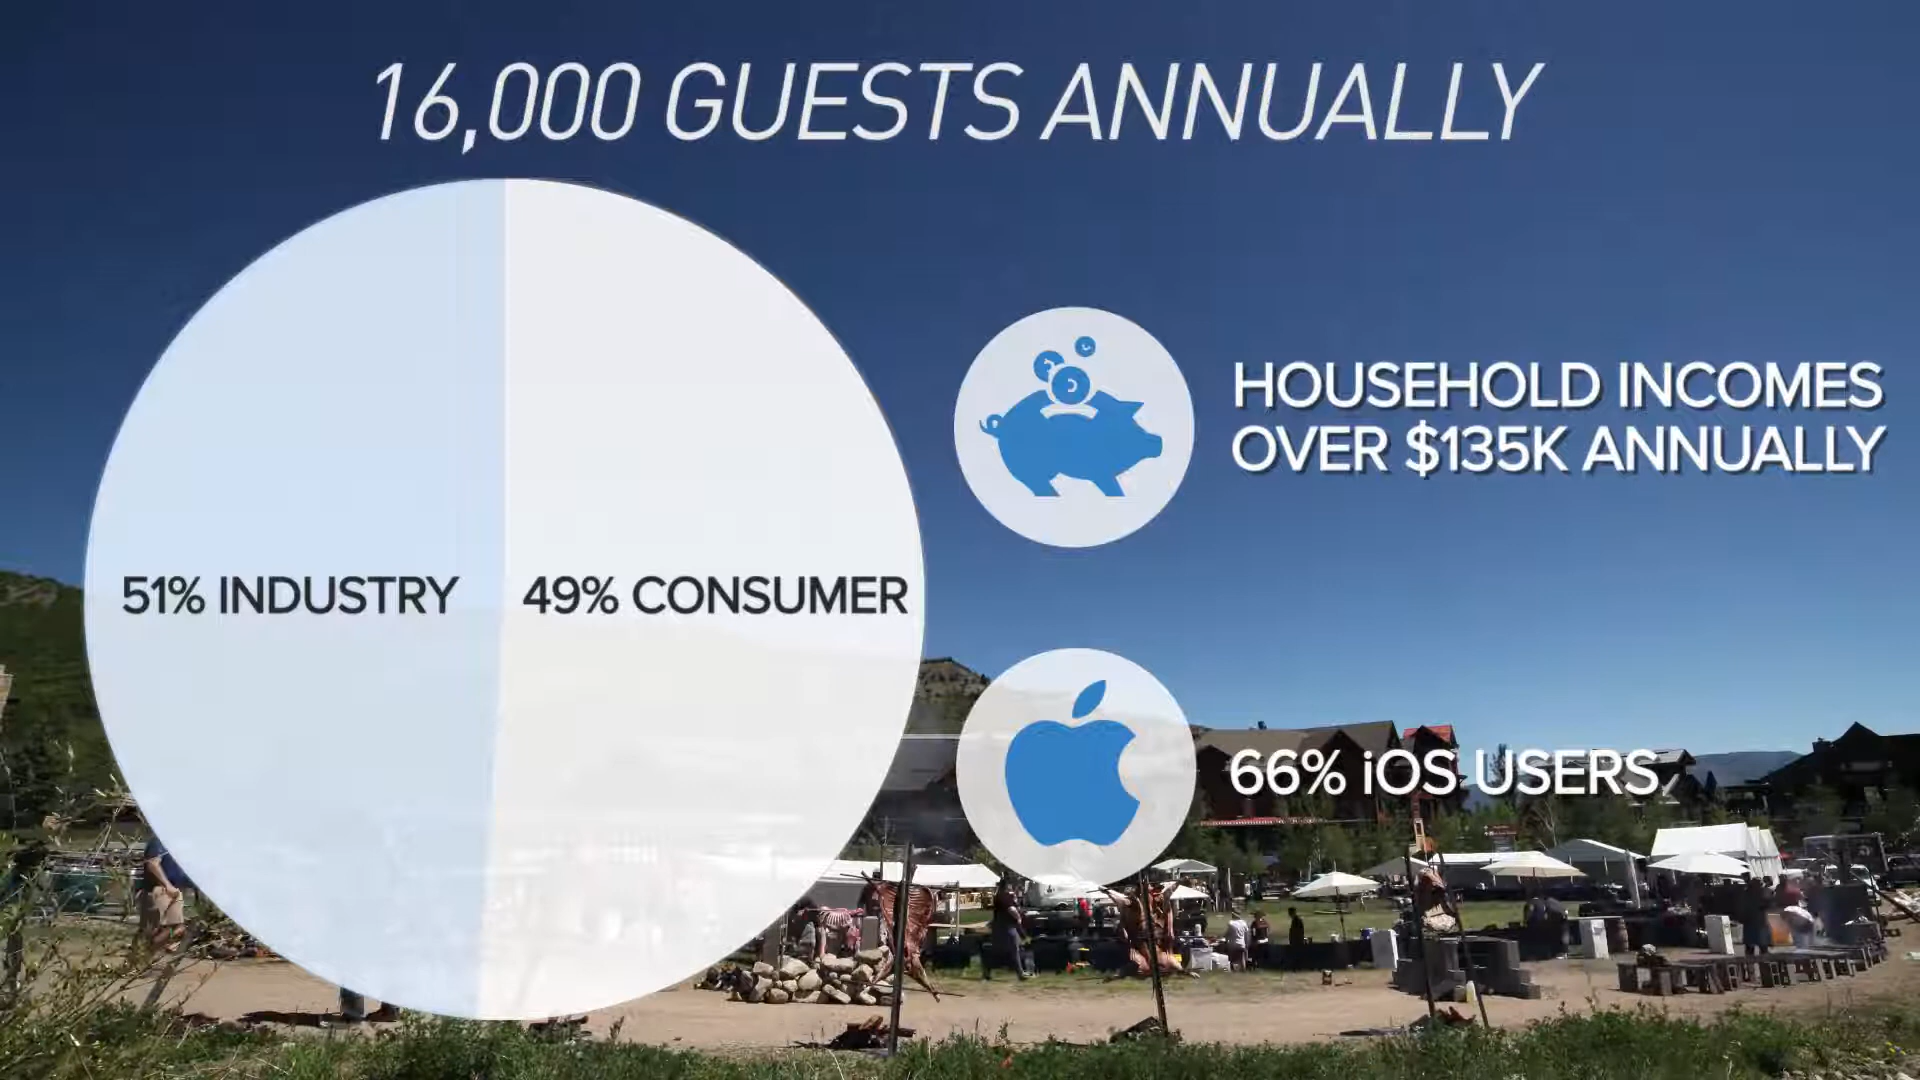 16,000 GUESTS ANNUALLY
51% INDUSTRY
49% CONSUMER
HOUSEHOLD INCOMES
OVER $135K ANNUALLY
66% iOS USERS